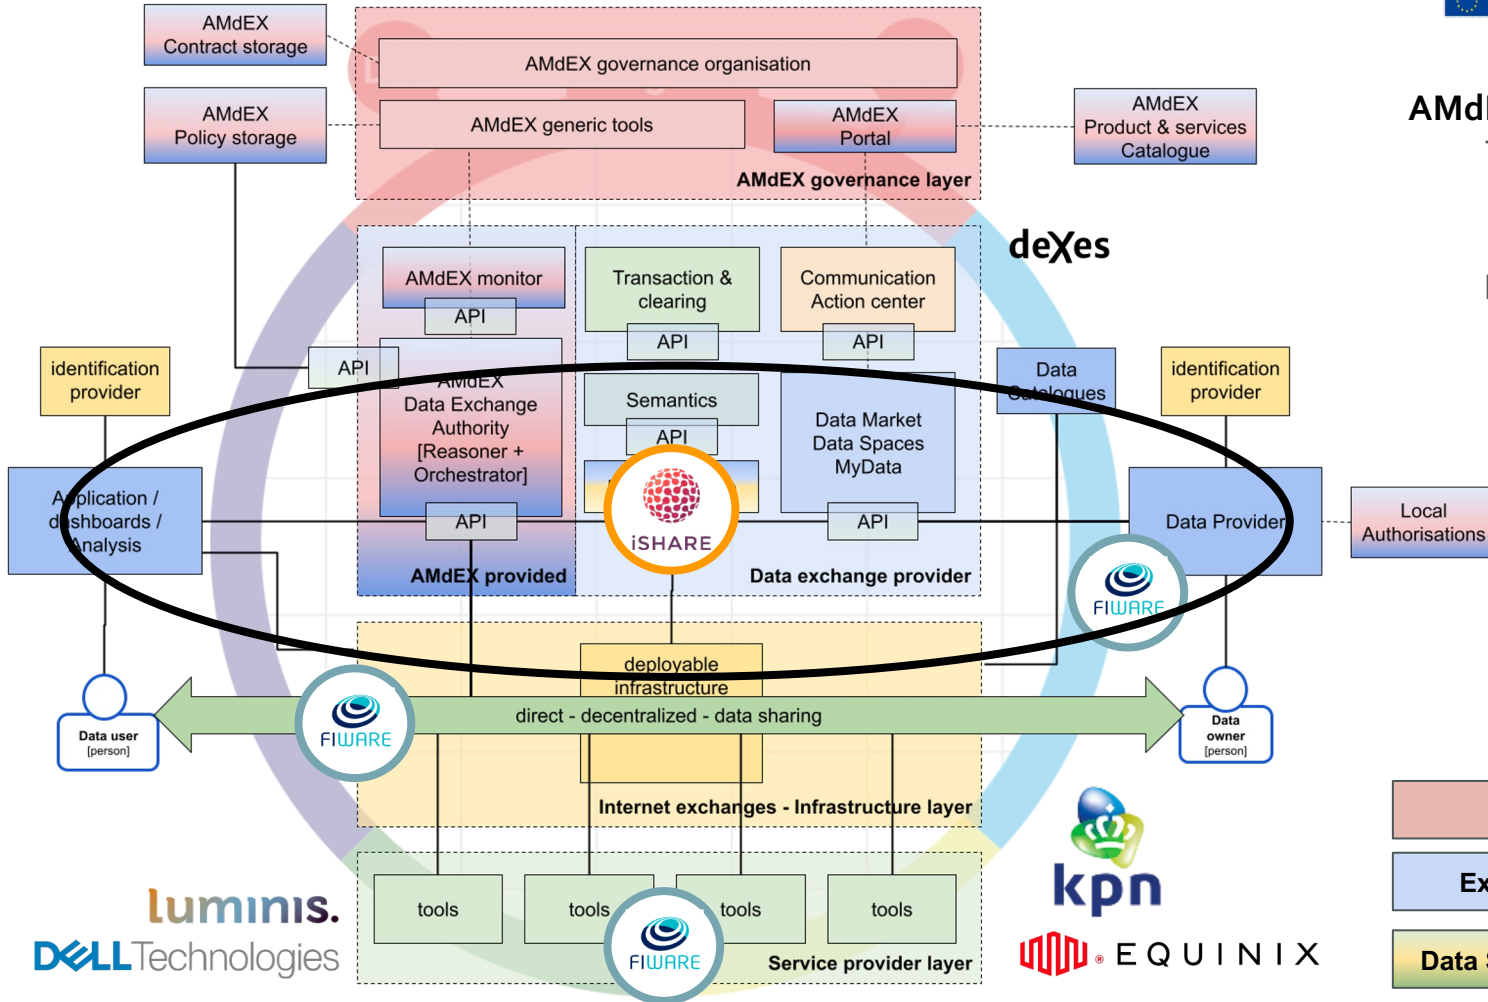 AMdEX
Contract storage
AMdEX governance organisation
AMdEX
Policy storage
AMdEX generic tools
AMdEX
Portal
AMdEX
Product & services
Catalogue
AMdEX governance layer
deXes
AMdEX monitor
API
Transaction &
clearing
API
Communication
Action center
API
identification
provider
API
AMdEX
Data Exchange
Authority
[Reasoner +
Orchestrator]
API
Semantics
API
iSHARE
Data Market
Data Spaces
MyData
API
Data
Catalogues
identification
provider
Application /
dashboards /
Analysis
Data Provider
Local
Authorisations
AMdEX provided
Data exchange provider
FIWARE
deployable
infrastructure
direct - decentralized - data sharing
FIWARE
Data user
[person]
Data
owner
[person]
Internet exchanges - Infrastructure layer
tools
tools
tools
tools
FIWARE
Service provider layer
luminis.
DELL Technologies
kpn
EQUINIX
Data